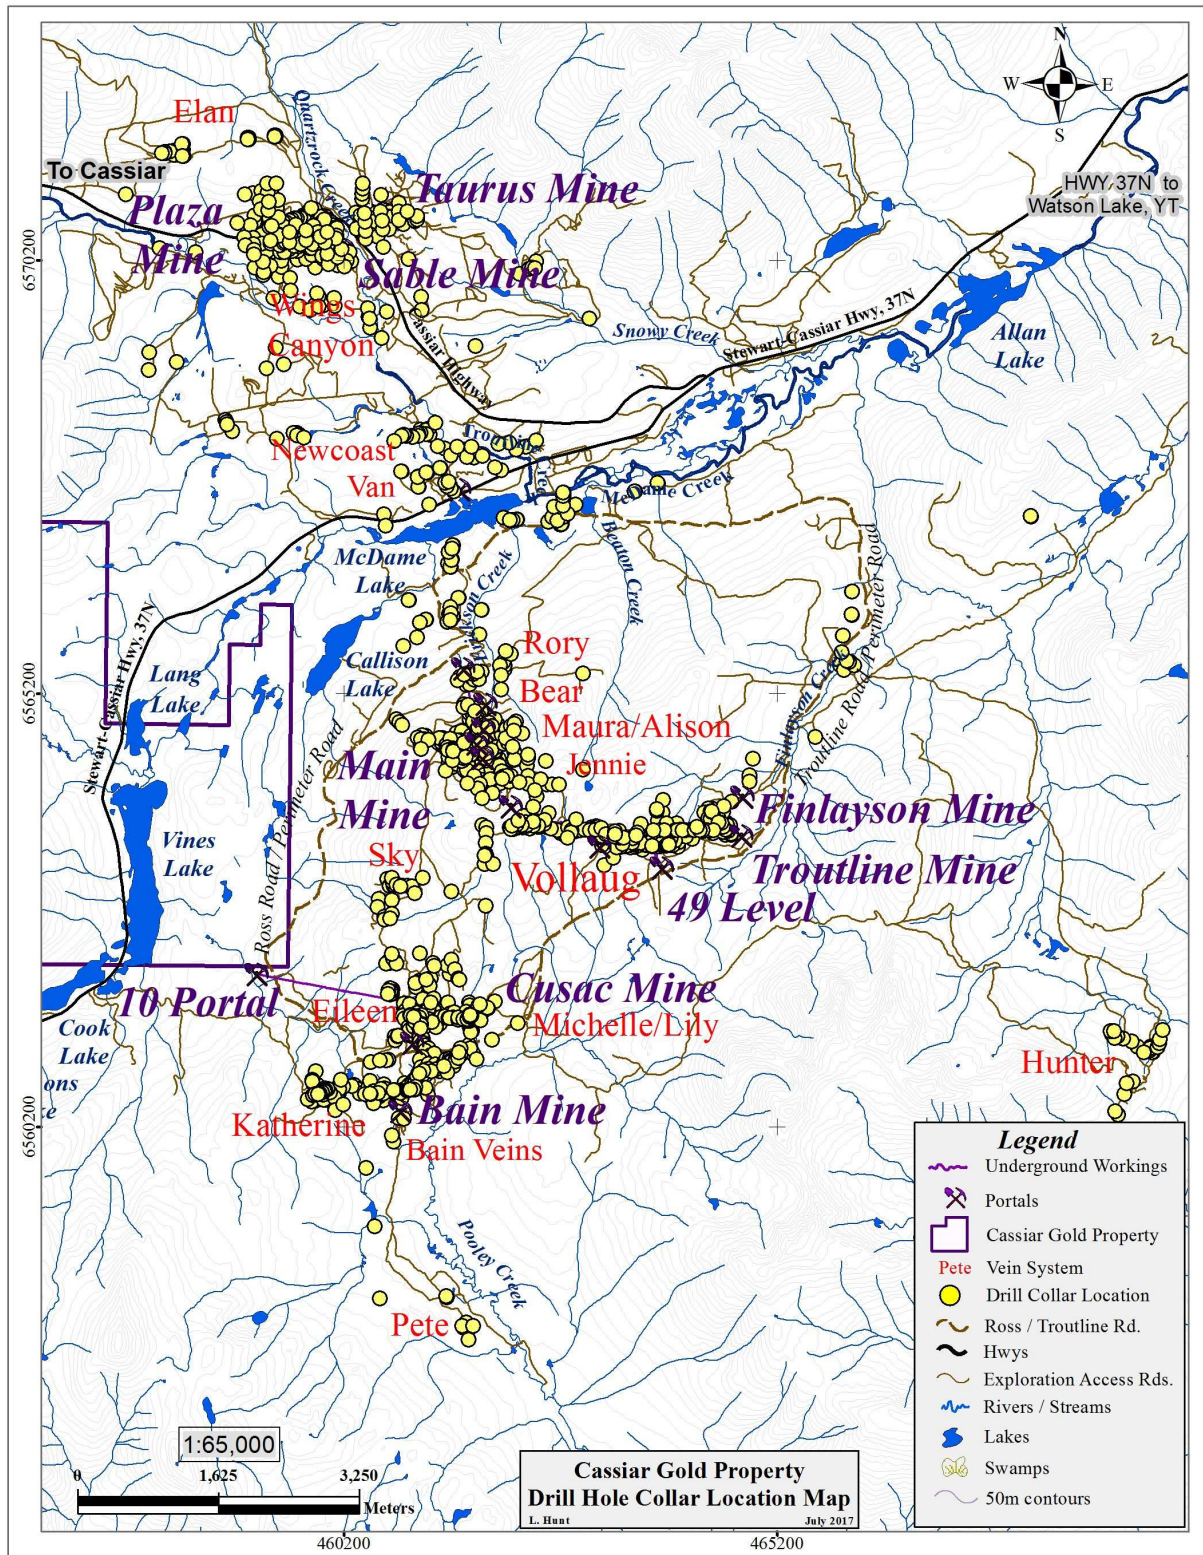 N
W
E
S
Elan
Quartzrock Creek
To Cassiar
Taurus Mine
HWY 37N to
Watson Lake, YT
Plaza
Mine
6570200
Sable Mine
Wings
Canyon
Cassiar Highway
Snowy Creek
Stewart-Cassiar Hwy, 37N
Allan
Lake
Newcoast
Van
McDame Creek
McDame
Lake
Beaton Creek
Stewart-Cassiar Hwy, 37N
Callison
Lake
Rory
Bear
Lang
Lake
6565200
Maura/Alison
Jennie
Finlayson Creek
Troutline Road/Perimeter Road
Main
Mine
Ross Road / Perimeter Road
Finlayson Mine
Vines
Lake
Sky
Vollaug
Troutline Mine
49 Level
10 Portal
Cusac Mine
Eileen
Michelle/Lily
Cook
Lake
ons
e
Hunter
Katherine
Bain Mine
6560200
Bain Veins
Pooley Creek
Pete
Legend
Underground Workings
Portals
Cassiar Gold Property
Pete Vein System
Drill Collar Location
Ross / Troutline Rd.
Hwys
Exploration Access Rds.
Rivers / Streams
Lakes
Swamps
50m contours
1:65,000
0 1,625 3,250
Meters
Cassiar Gold Property
Drill Hole Collar Location Map
L. Hunt July 2017
460200 465200